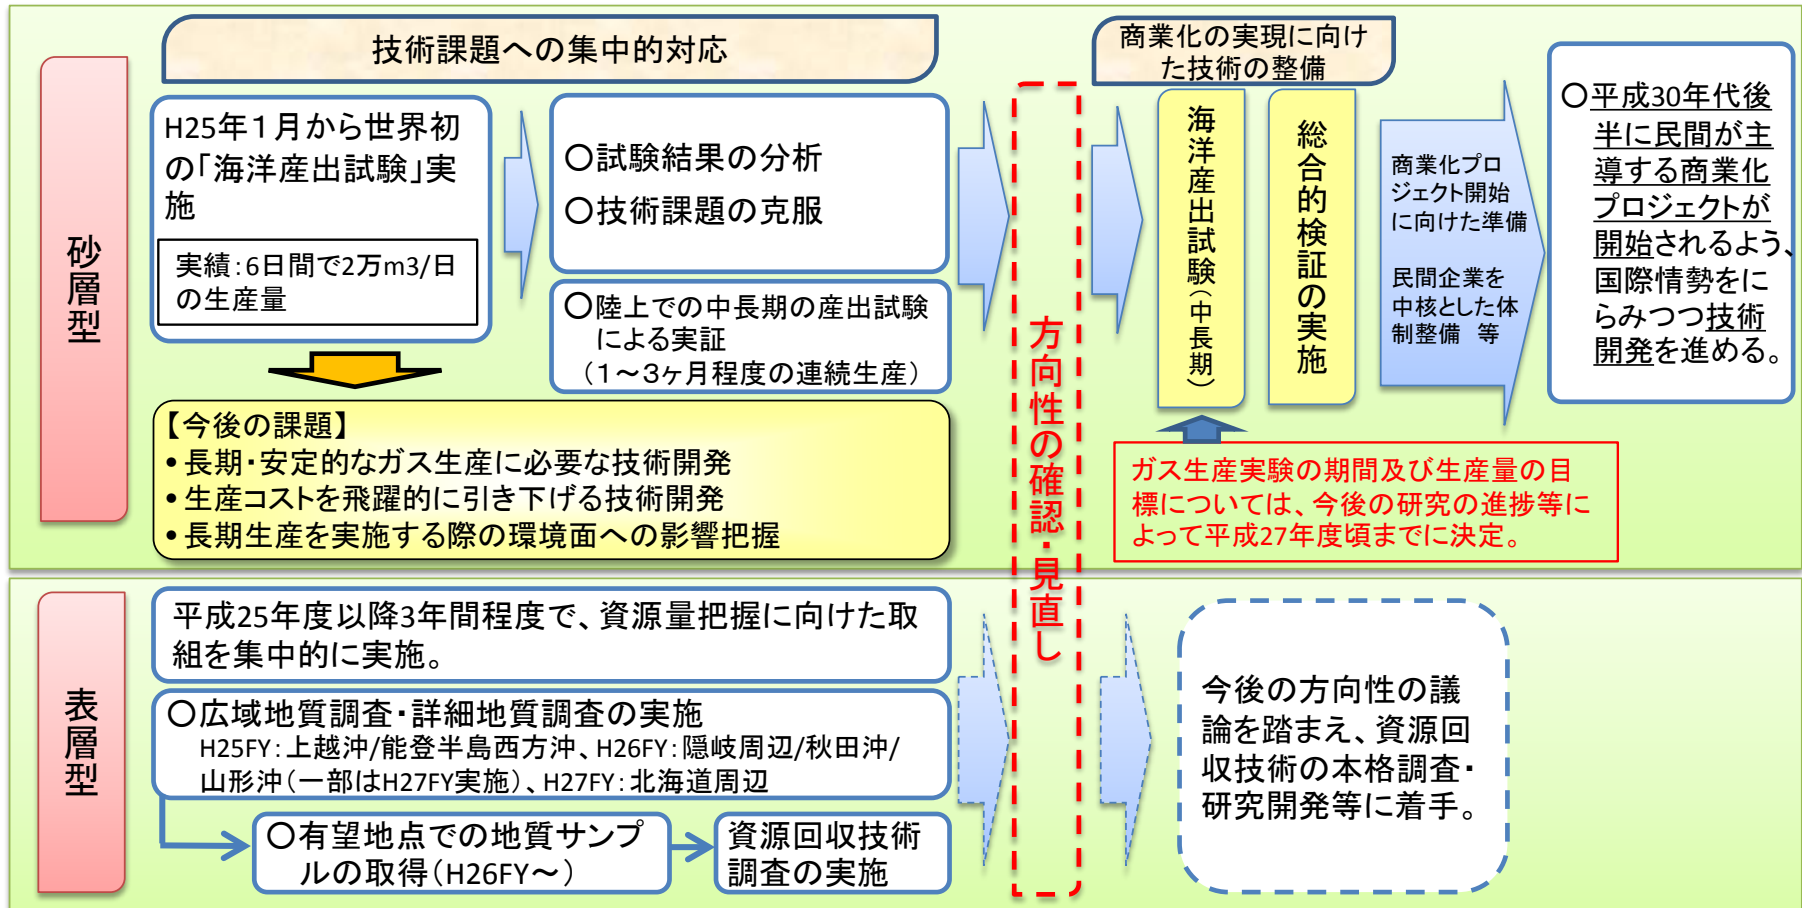 技術課題への集中的対応
商業化の実現に向け
た技術の整備
砂層型
H25年1月から世界初
の「海洋産出試験」実
施
実績：6日間で2万m3/日
の生産量
〇試験結果の分析
〇技術課題の克服
〇陸上での中長期の産出試験
による実証
（1～3ヶ月程度の連続生産）
【今後の課題】
•長期・安定的なガス生産に必要な技術開発
•生産コストを飛躍的に引き下げる技術開発
•長期生産を実施する際の環境面への影響把握
方向性の確認・見直し
海洋産出試験（中長期）
総合的検証の実施
商業化プロ
ジェクト開始
に向けた準備
民間企業を
中核とした体
制整備　等
〇平成30年代後
半に民間が主
導する商業化
プロジェクトが
開始されるよう、
国際情勢をに
らみつつ技術
開発を進める。
ガス生産実験の期間及び生産量の目
標については、今後の研究の進捗等に
よって平成27年度頃までに決定。
表層型
平成25年度以降3年間程度で、資源量把握に向けた取
組を集中的に実施。
〇広域地質調査・詳細地質調査の実施
H25FY：上越沖/能登半島西方沖、H26FY：隠岐周辺/秋田沖/
山形沖（一部はH27FY実施）、H27FY：北海道周辺
〇有望地点での地質サンプ
ルの取得（H26FY～）
資源回収技術
調査の実施
今後の方向性の議
論を踏まえ、資源回
収技術の本格調査・
研究開発等に着手。